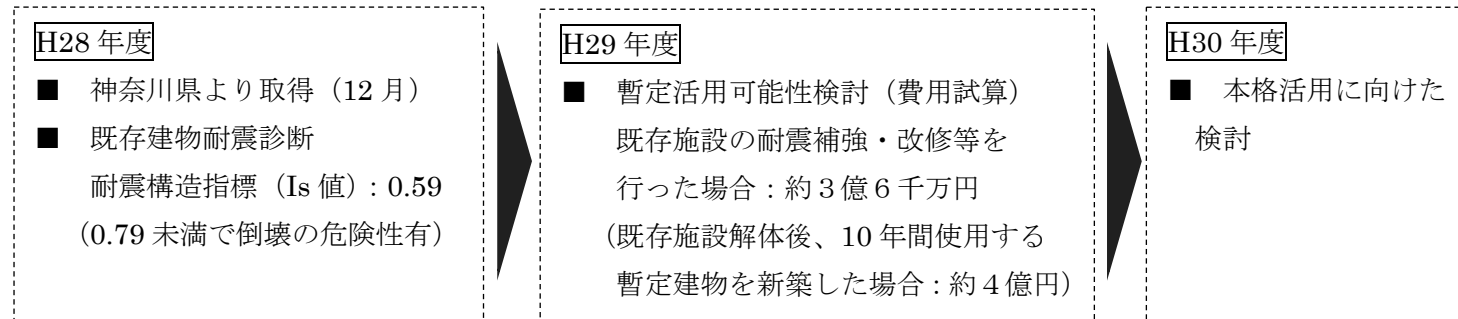 H28 年度
■ 神奈川県より取得（12 月）
■ 既存建物耐震診断
耐震構造指標（Is 値）: 0.59
（0.79 未満で倒壊の危険性有）
H29 年度
■ 暫定活用可能性検討（費用試算）
既存施設の耐震補強・改修等を
行った場合：約３億６千万円
（既存施設解体後、10 年間使用する
暫定建物を新築した場合：約４億円）
H30 年度
■ 本格活用に向けた
検討